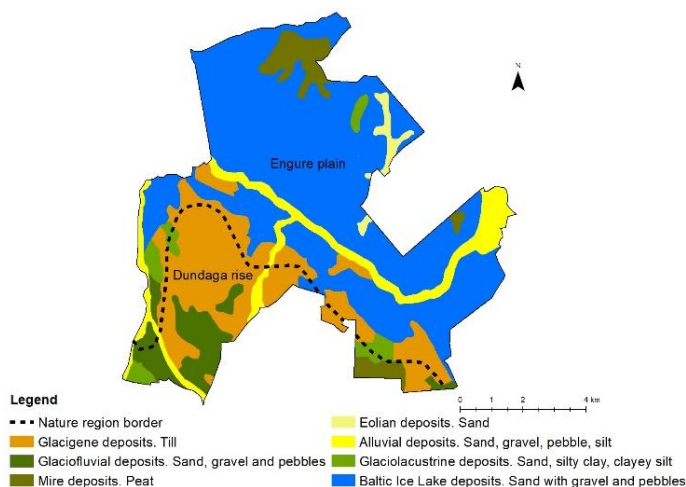 N
Engure plain
Dundaga rise
Legend
Nature region border
Glacigene deposits. Till
Glaciofluvial deposits. Sand, gravel and pebbles
Mire deposits. Peat
0 1 2 4 km
Eolian deposits. Sand
Alluvial deposits. Sand, gravel, pebble, silt
Glaciolacustrine deposits. Sand, silty clay, clayey silt
Baltic Ice Lake deposits. Sand with gravel and pebbles